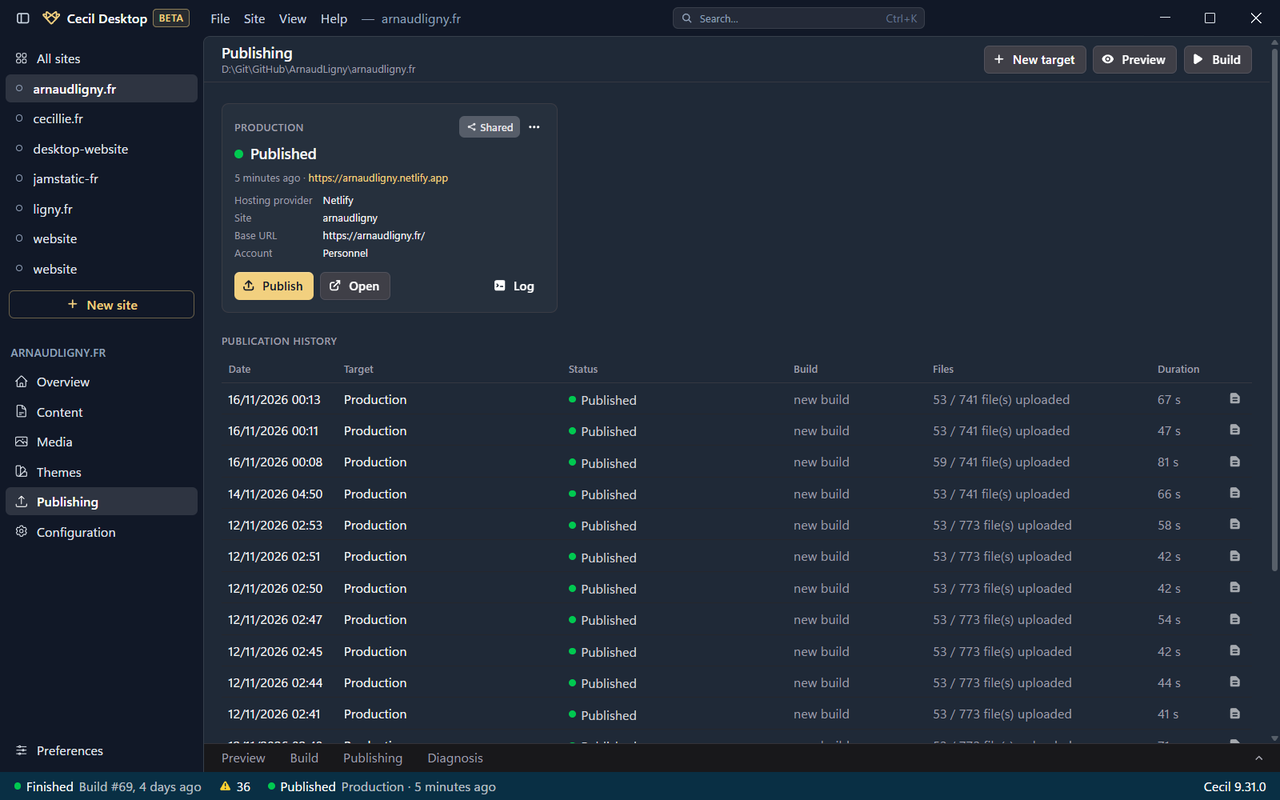 Cecil Desktop BETA File Site View Help — arnaudligny.fr Search... Ctrl+K
All sites
arnaudligny.fr
cecillie.fr
desktop-website
jamstatic-fr
ligny.fr
website
website
New site
ARNAUDLIGNY.FR
Overview
Content
Media
Themes
Publishing
Configuration
Preferences
Publishing
D:\Git\GitHub\ArnaudLigny\arnaudligny.fr
New target Preview Build
PRODUCTION Shared
Published
5 minutes ago · https://arnaudligny.netlify.app
Hosting provider Netlify
Site arnaudligny
Base URL https://arnaudligny.fr/
Account Personnel
Publish Open Log
PUBLICATION HISTORY
Date Target Status Build Files Duration
16/11/2026 00:13 Production Published new build 53 / 741 file(s) uploaded 67 s
16/11/2026 00:11 Production Published new build 53 / 741 file(s) uploaded 47 s
16/11/2026 00:08 Production Published new build 59 / 741 file(s) uploaded 81 s
14/11/2026 04:50 Production Published new build 53 / 741 file(s) uploaded 66 s
12/11/2026 02:53 Production Published new build 53 / 773 file(s) uploaded 58 s
12/11/2026 02:51 Production Published new build 53 / 773 file(s) uploaded 42 s
12/11/2026 02:50 Production Published new build 53 / 773 file(s) uploaded 42 s
12/11/2026 02:47 Production Published new build 53 / 773 file(s) uploaded 54 s
12/11/2026 02:45 Production Published new build 53 / 773 file(s) uploaded 42 s
12/11/2026 02:44 Production Published new build 53 / 773 file(s) uploaded 44 s
12/11/2026 02:41 Production Published new build 53 / 773 file(s) uploaded 41 s
Preview Build Publishing Diagnosis
Finished Build #69, 4 days ago 36 Published Production · 5 minutes ago Cecil 9.31.0